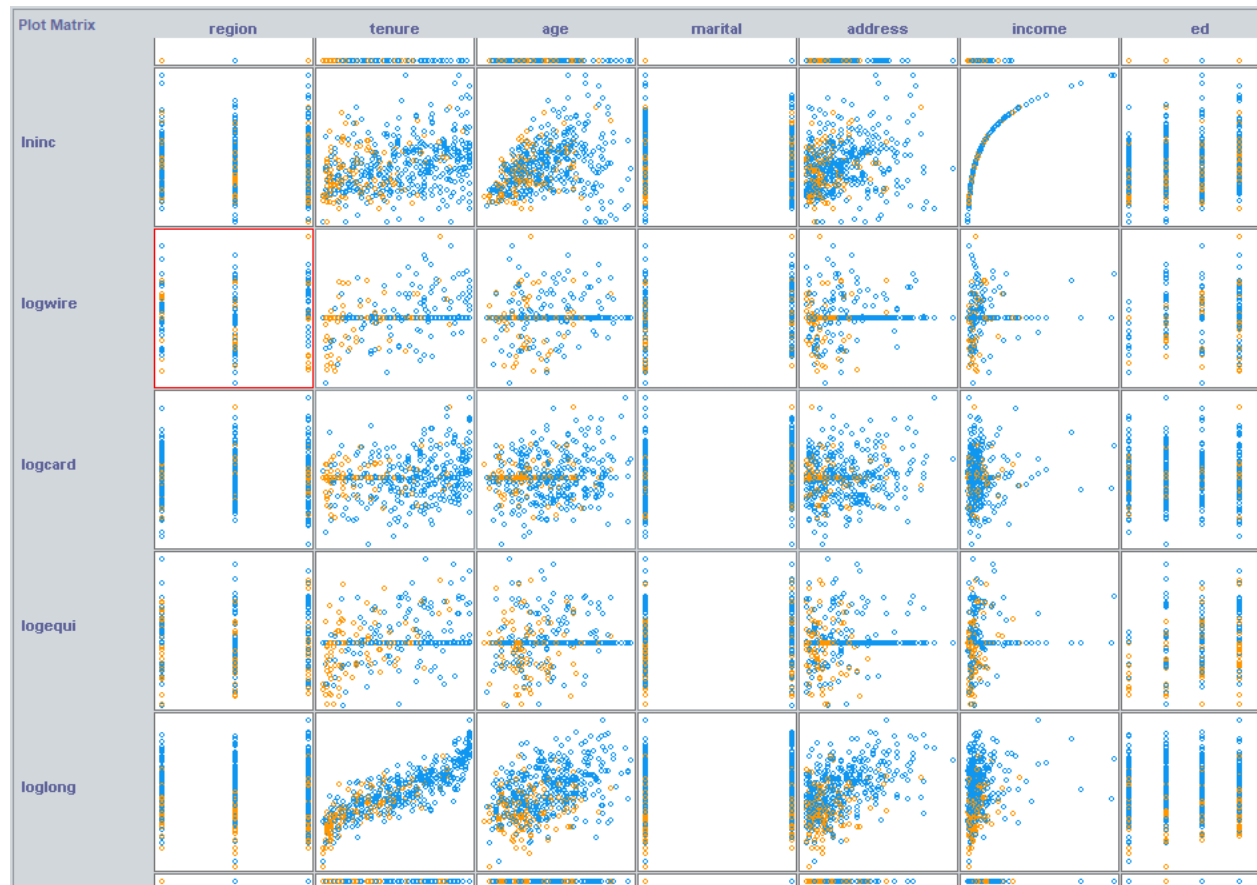 Plot Matrix
region tenure age marital address income ed
lninc
logwire
logcard
logequi
loglong